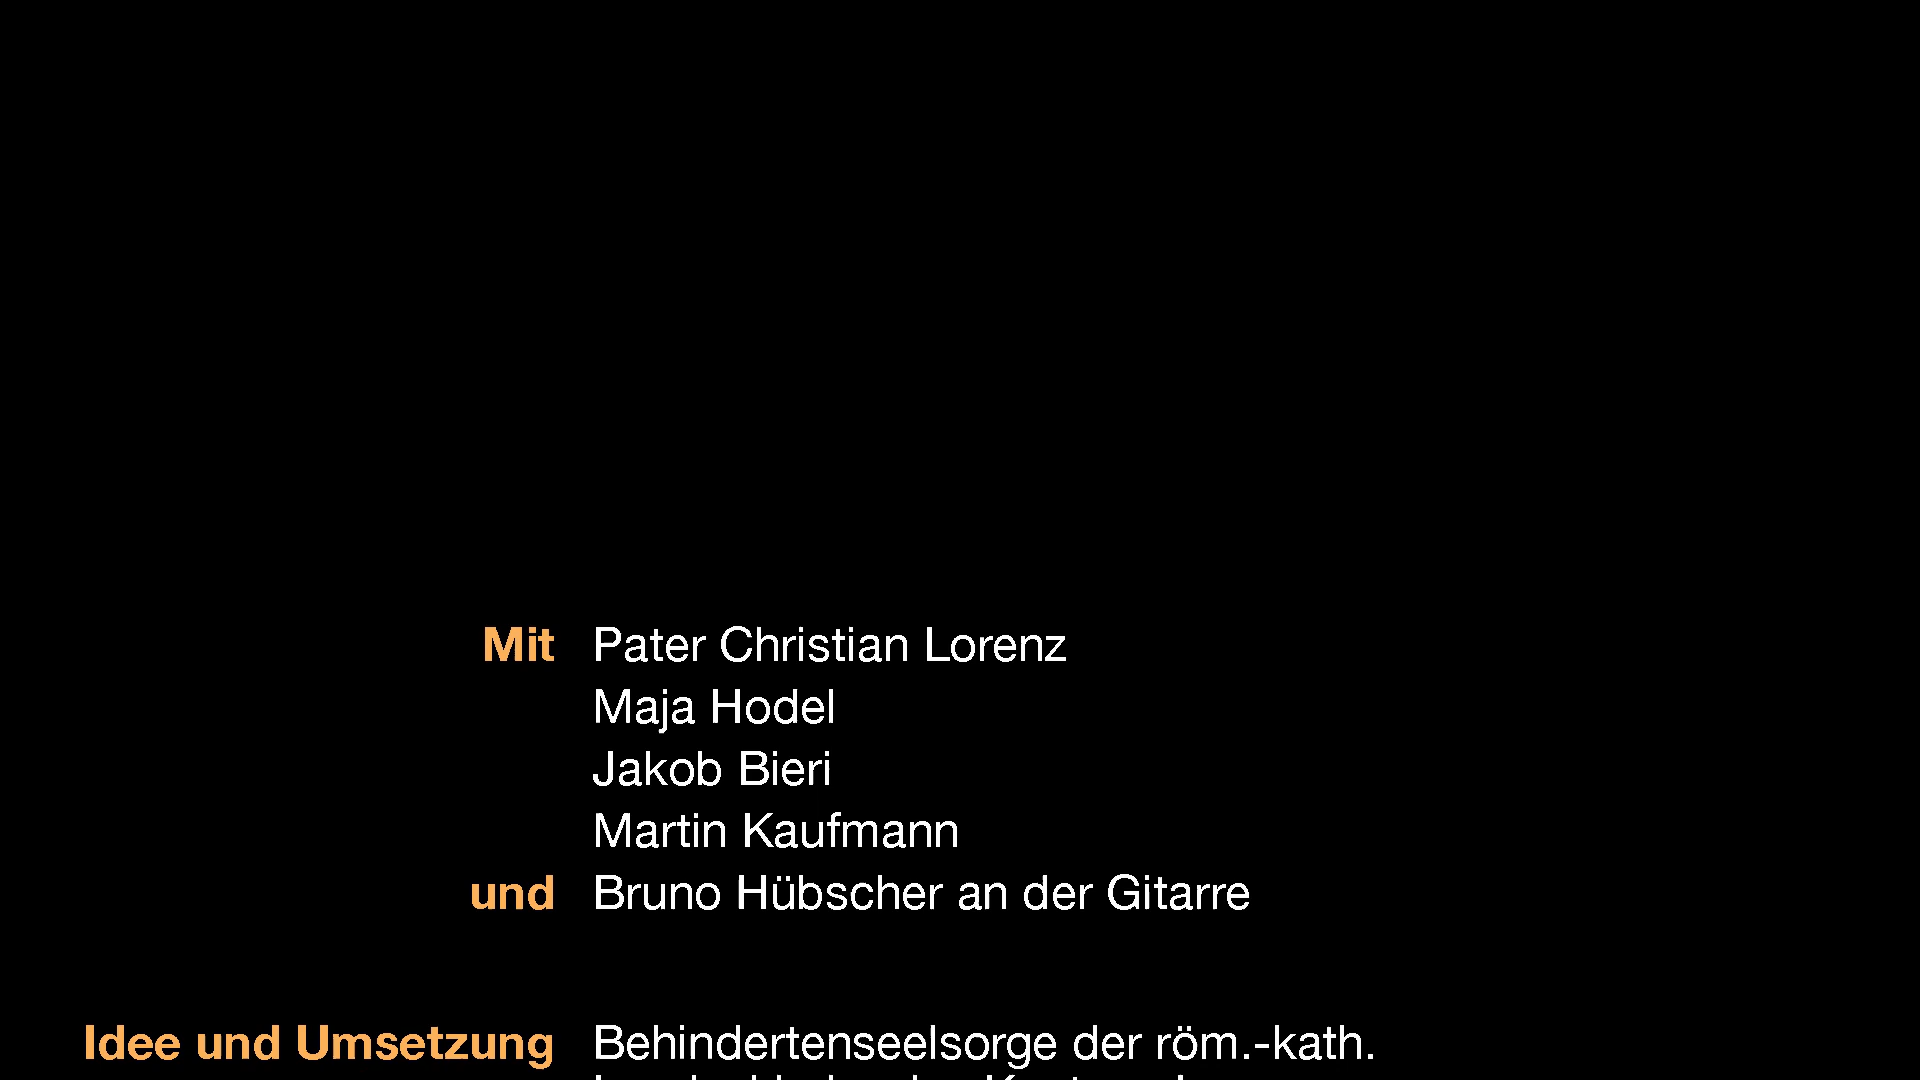 Mit Pater Christian Lorenz
Maja Hodel
Jakob Bieri
Martin Kaufmann
und Bruno Hübscher an der Gitarre
Idee und Umsetzung Behindertenseelsorge der röm.-kath.